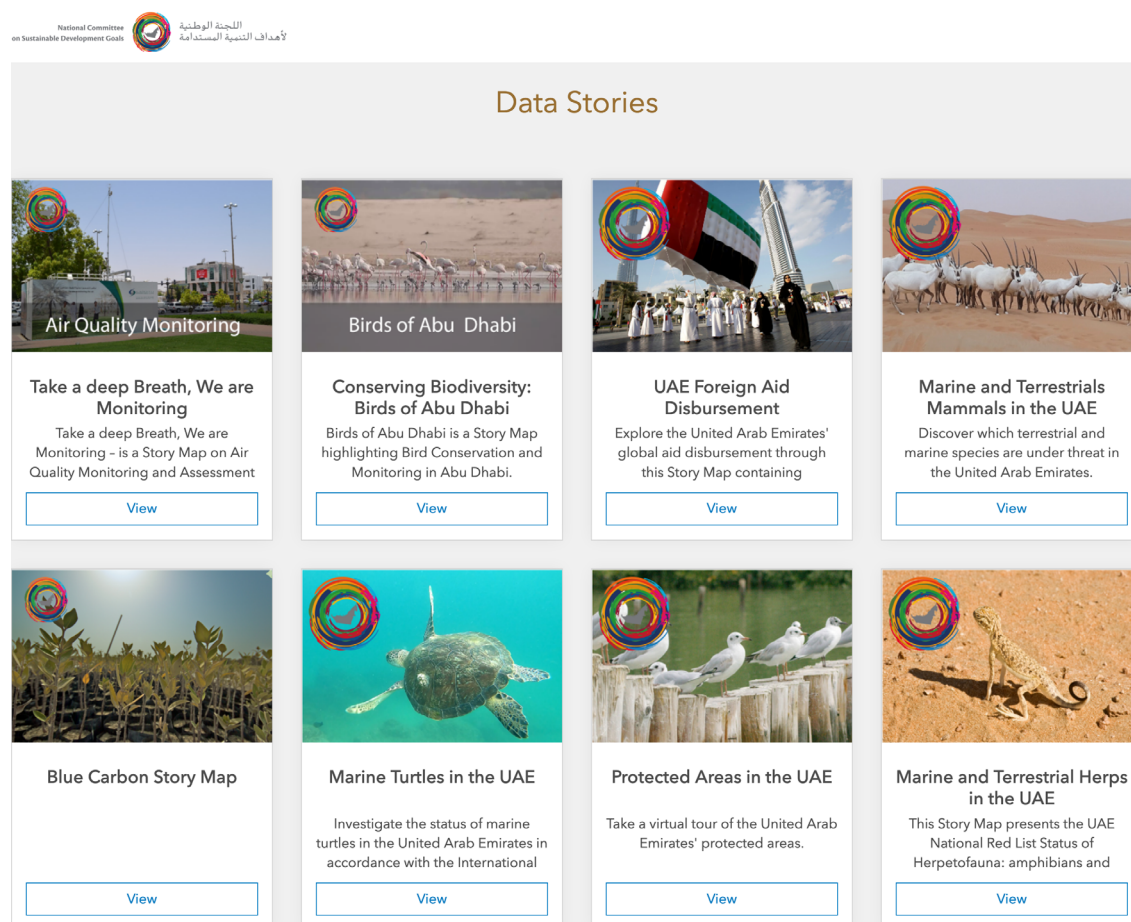 National Committee
on Sustainable Development Goals
اللجنة الوطنية
لأهداف التنمية المستدامة
Data Stories
Air Quality Monitoring
Birds of Abu Dhabi
Take a deep Breath, We are
Monitoring
Take a deep Breath, We are
Monitoring – is a Story Map on Air
Quality Monitoring and Assessment
View
Conserving Biodiversity:
Birds of Abu Dhabi
Birds of Abu Dhabi is a Story Map
highlighting Bird Conservation and
Monitoring in Abu Dhabi.
View
UAE Foreign Aid
Disbursement
Explore the United Arab Emirates'
global aid disbursement through
this Story Map containing
View
Marine and Terrestrials
Mammals in the UAE
Discover which terrestrial and
marine species are under threat in
the United Arab Emirates.
View
Blue Carbon Story Map
View
Marine Turtles in the UAE
Investigate the status of marine
turtles in the United Arab Emirates in
accordance with the International
View
Protected Areas in the UAE
Take a virtual tour of the United Arab
Emirates' protected areas.
View
Marine and Terrestrial Herps
in the UAE
This Story Map presents the UAE
National Red List Status of
Herpetofauna: amphibians and
View